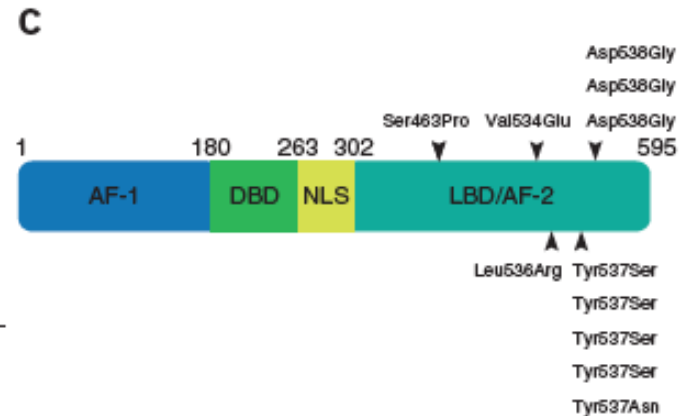 C
Asp538Gly
Asp538Gly
Ser463Pro Val534Glu Asp538Gly
1 180 263 302 595
AF-1 DBD NLS LBD/AF-2
Leu536Arg Tyr537Ser
Tyr537Ser
Tyr537Ser
Tyr537Ser
Tyr537Asn